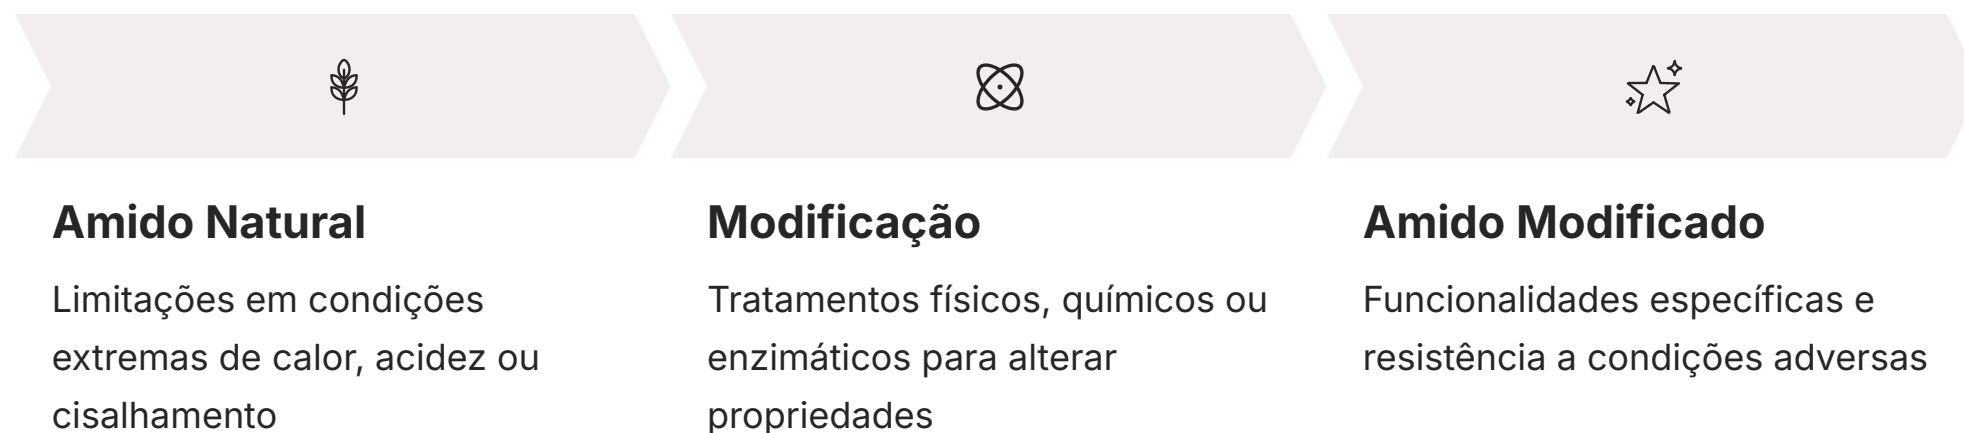 Amido Natural
Limitações em condições
extremas de calor, acidez ou
cisalhamento
Modificação
Tratamentos físicos, químicos ou
enzimáticos para alterar
propriedades
Amido Modificado
Funcionalidades específicas e
resistência a condições adversas